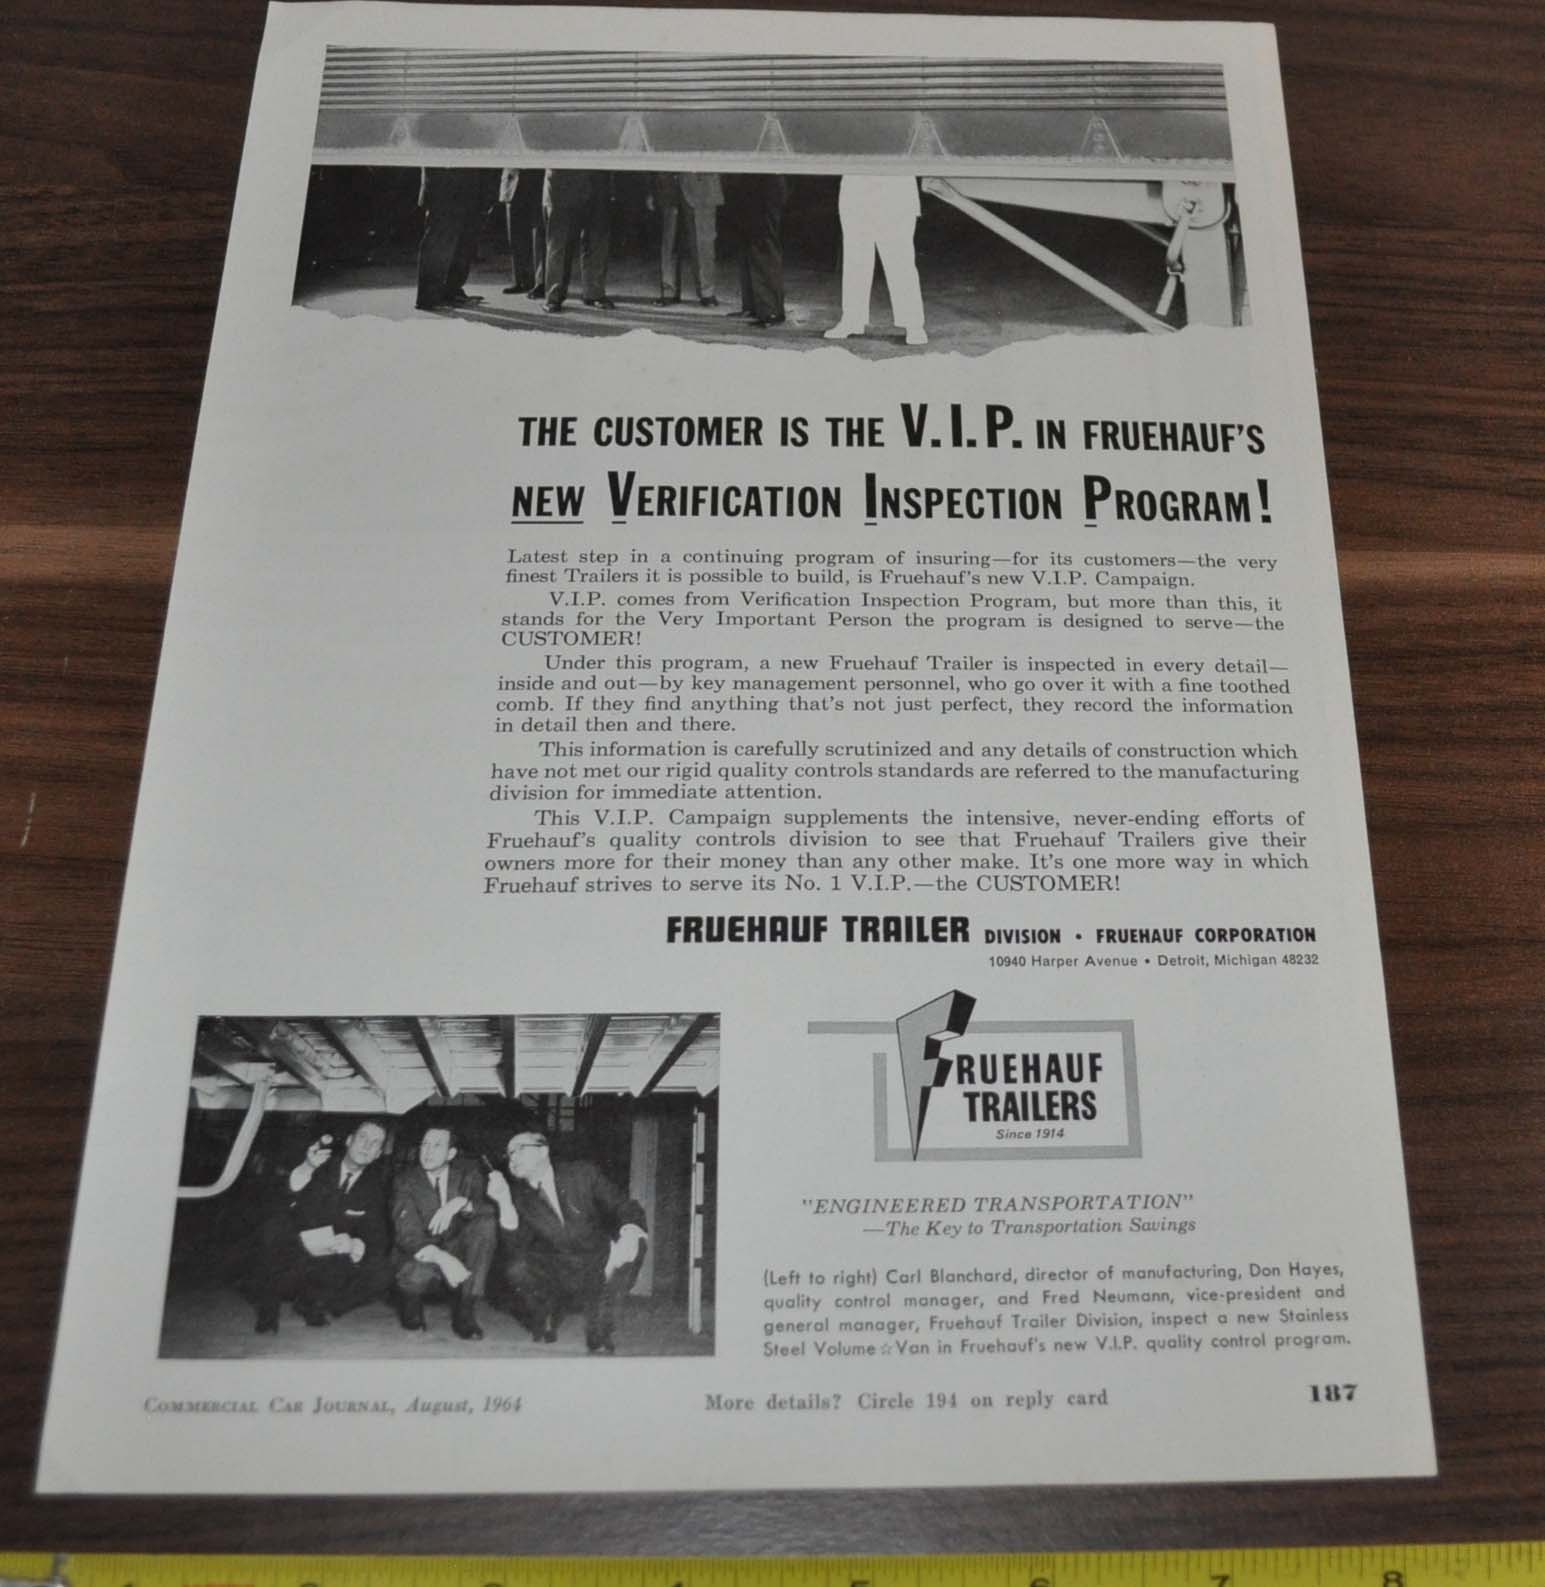 THE CUSTOMER IS THE V.I.P. IN FRUEHAUF'S
NEW VERIFICATION INSPECTION PROGRAM!
Latest step in a continuing program of insuring—for its customers—the very
finest Trailers it is possible to build, is Fruehauf's new V.I.P. Campaign.
V.I.P. comes from Verification Inspection Program, but more than this, it
stands for the Very Important Person the program is designed to serve—the
CUSTOMER!
Under this program, a new Fruehauf Trailer is inspected in every detail—
inside and out—by key management personnel, who go over it with a fine toothed
comb. If they find anything that's not just perfect, they record the information
in detail then and there.
This information is carefully scrutinized and any details of construction which
have not met our rigid quality controls standards are referred to the manufacturing
division for immediate attention.
This V.I.P. Campaign supplements the intensive, never-ending efforts of
Fruehauf's quality controls division to see that Fruehauf Trailers give their
owners more for their money than any other make. It's one more way in which
Fruehauf strives to serve its No. 1 V.I.P.—the CUSTOMER!
FRUEHAUF TRAILER DIVISION • FRUEHAUF CORPORATION
10940 Harper Avenue • Detroit, Michigan 48232
FRUEHAUF
TRAILERS
Since 1914
"ENGINEERED TRANSPORTATION"
—The Key to Transportation Savings
(Left to right) Carl Blanchard, director of manufacturing, Don Hayes,
quality control manager, and Fred Neumann, vice-president and
general manager, Fruehauf Trailer Division, inspect a new Stainless
Steel Volume☆Van in Fruehauf's new V.I.P. quality control program.
COMMERCIAL CAR JOURNAL, August, 1964
More details? Circle 194 on reply card
187
5 6 7 8